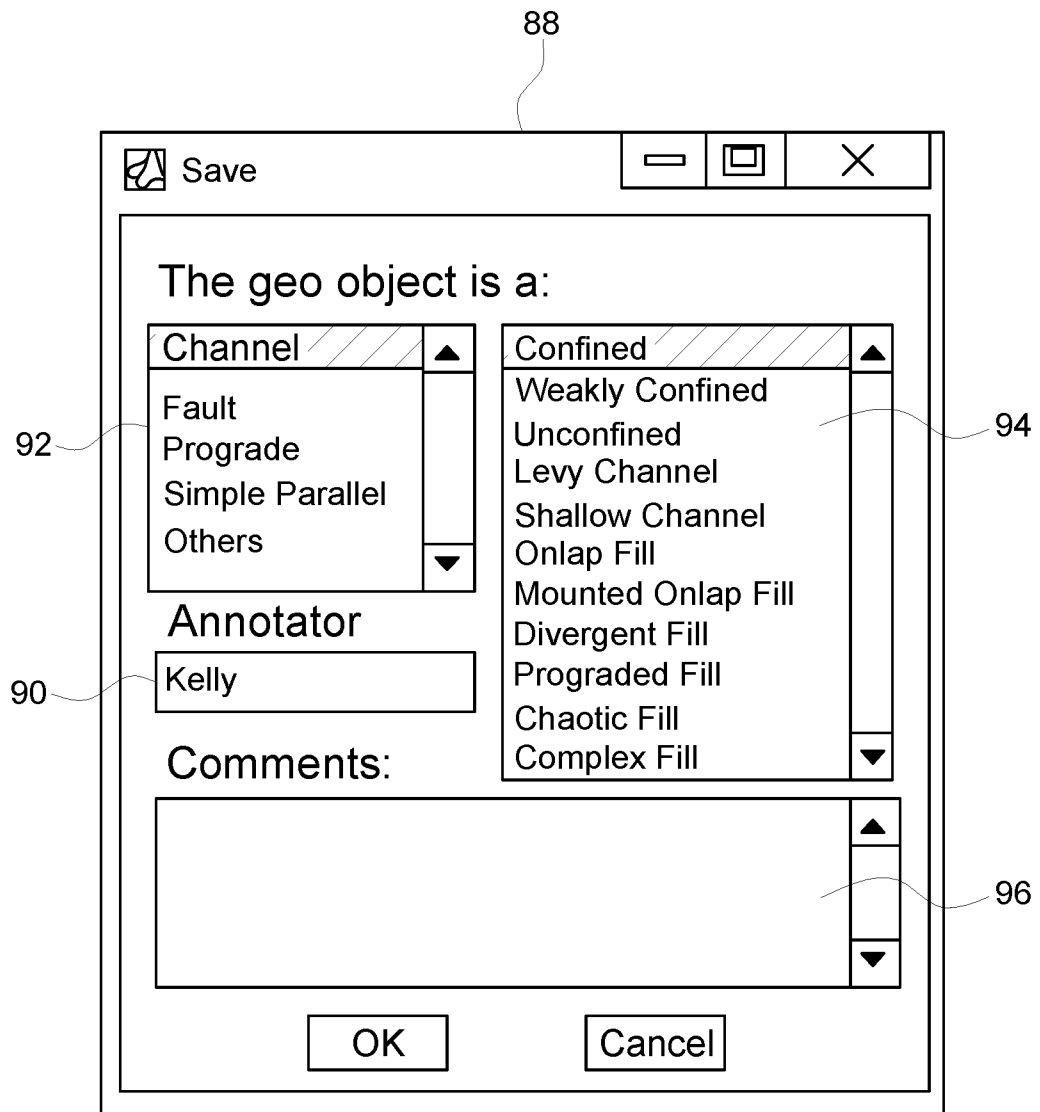 88
Save
The geo object is a:
Channel
Fault
Prograde
Simple Parallel
Others
92
Confined
Weakly Confined
Unconfined
Levy Channel
Shallow Channel
Onlap Fill
Mounted Onlap Fill
Divergent Fill
Prograded Fill
Chaotic Fill
Complex Fill
94
Annotator
Kelly
90
Comments:
96
OK
Cancel